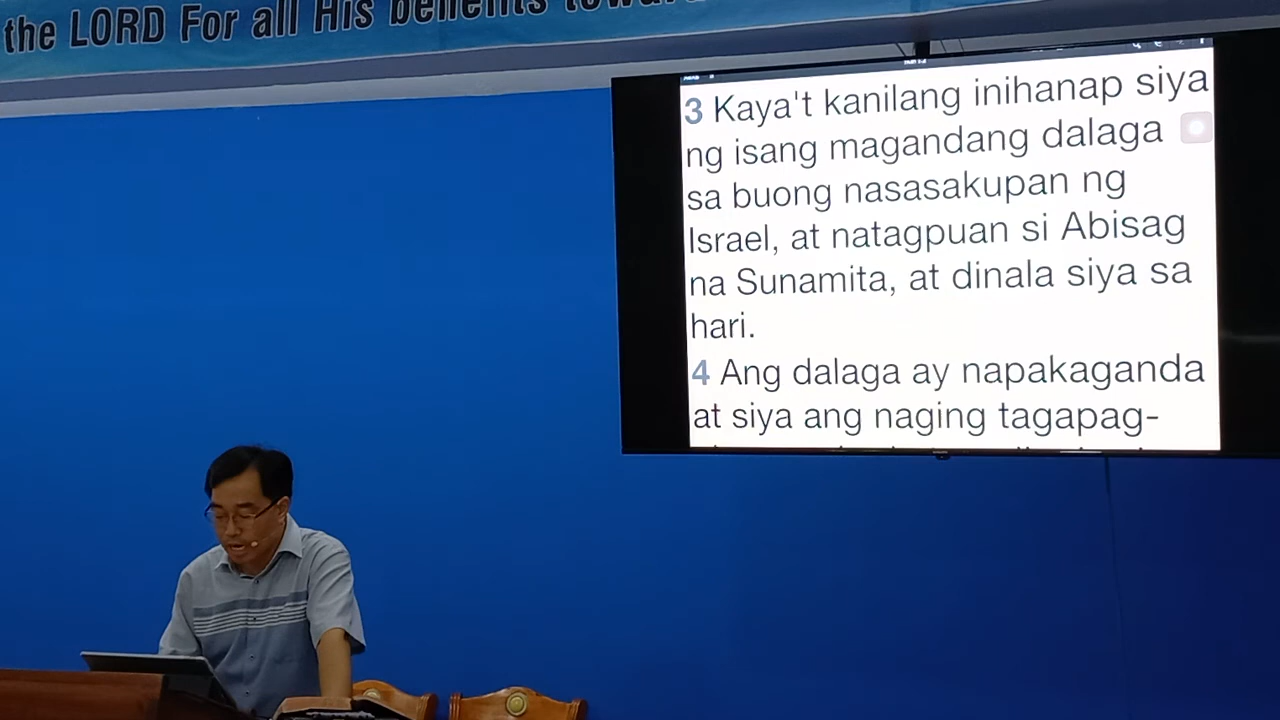 the LORD For all His benefits
3 Kaya't kanilang inihanap siya
ng isang magandang dalaga
sa buong nasasakupan ng
Israel, at natagpuan si Abisag
na Sunamita, at dinala siya sa
hari.
4 Ang dalaga ay napakaganda
at siya ang naging tagapag-